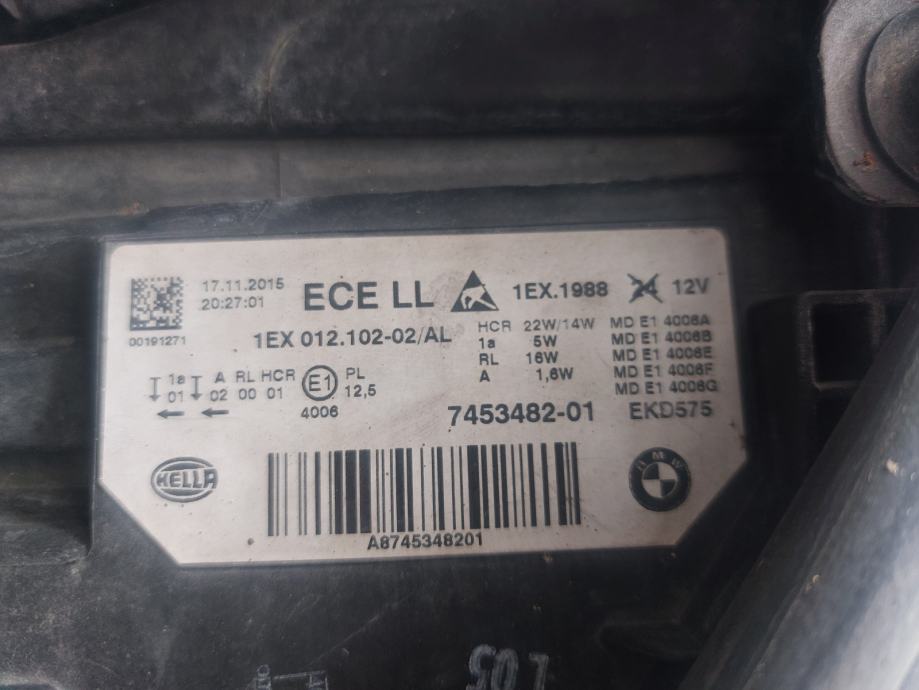 17.11.2015
20:27:01
ECE LL
1EX.1988
24 12V
00191271
1EX 012.102-02/AL
HCR 22W/14W
1a 5W
RL 16W
A 1,6W
MD E1 4006A
MD E1 4006B
MD E1 4006E
MD E1 4006F
MD E1 4006G
1a A RL HCR
01 02 00 01
E1
PL
12,5
4006
7453482-01
EKD575
HELLA
BMW
A8745348201